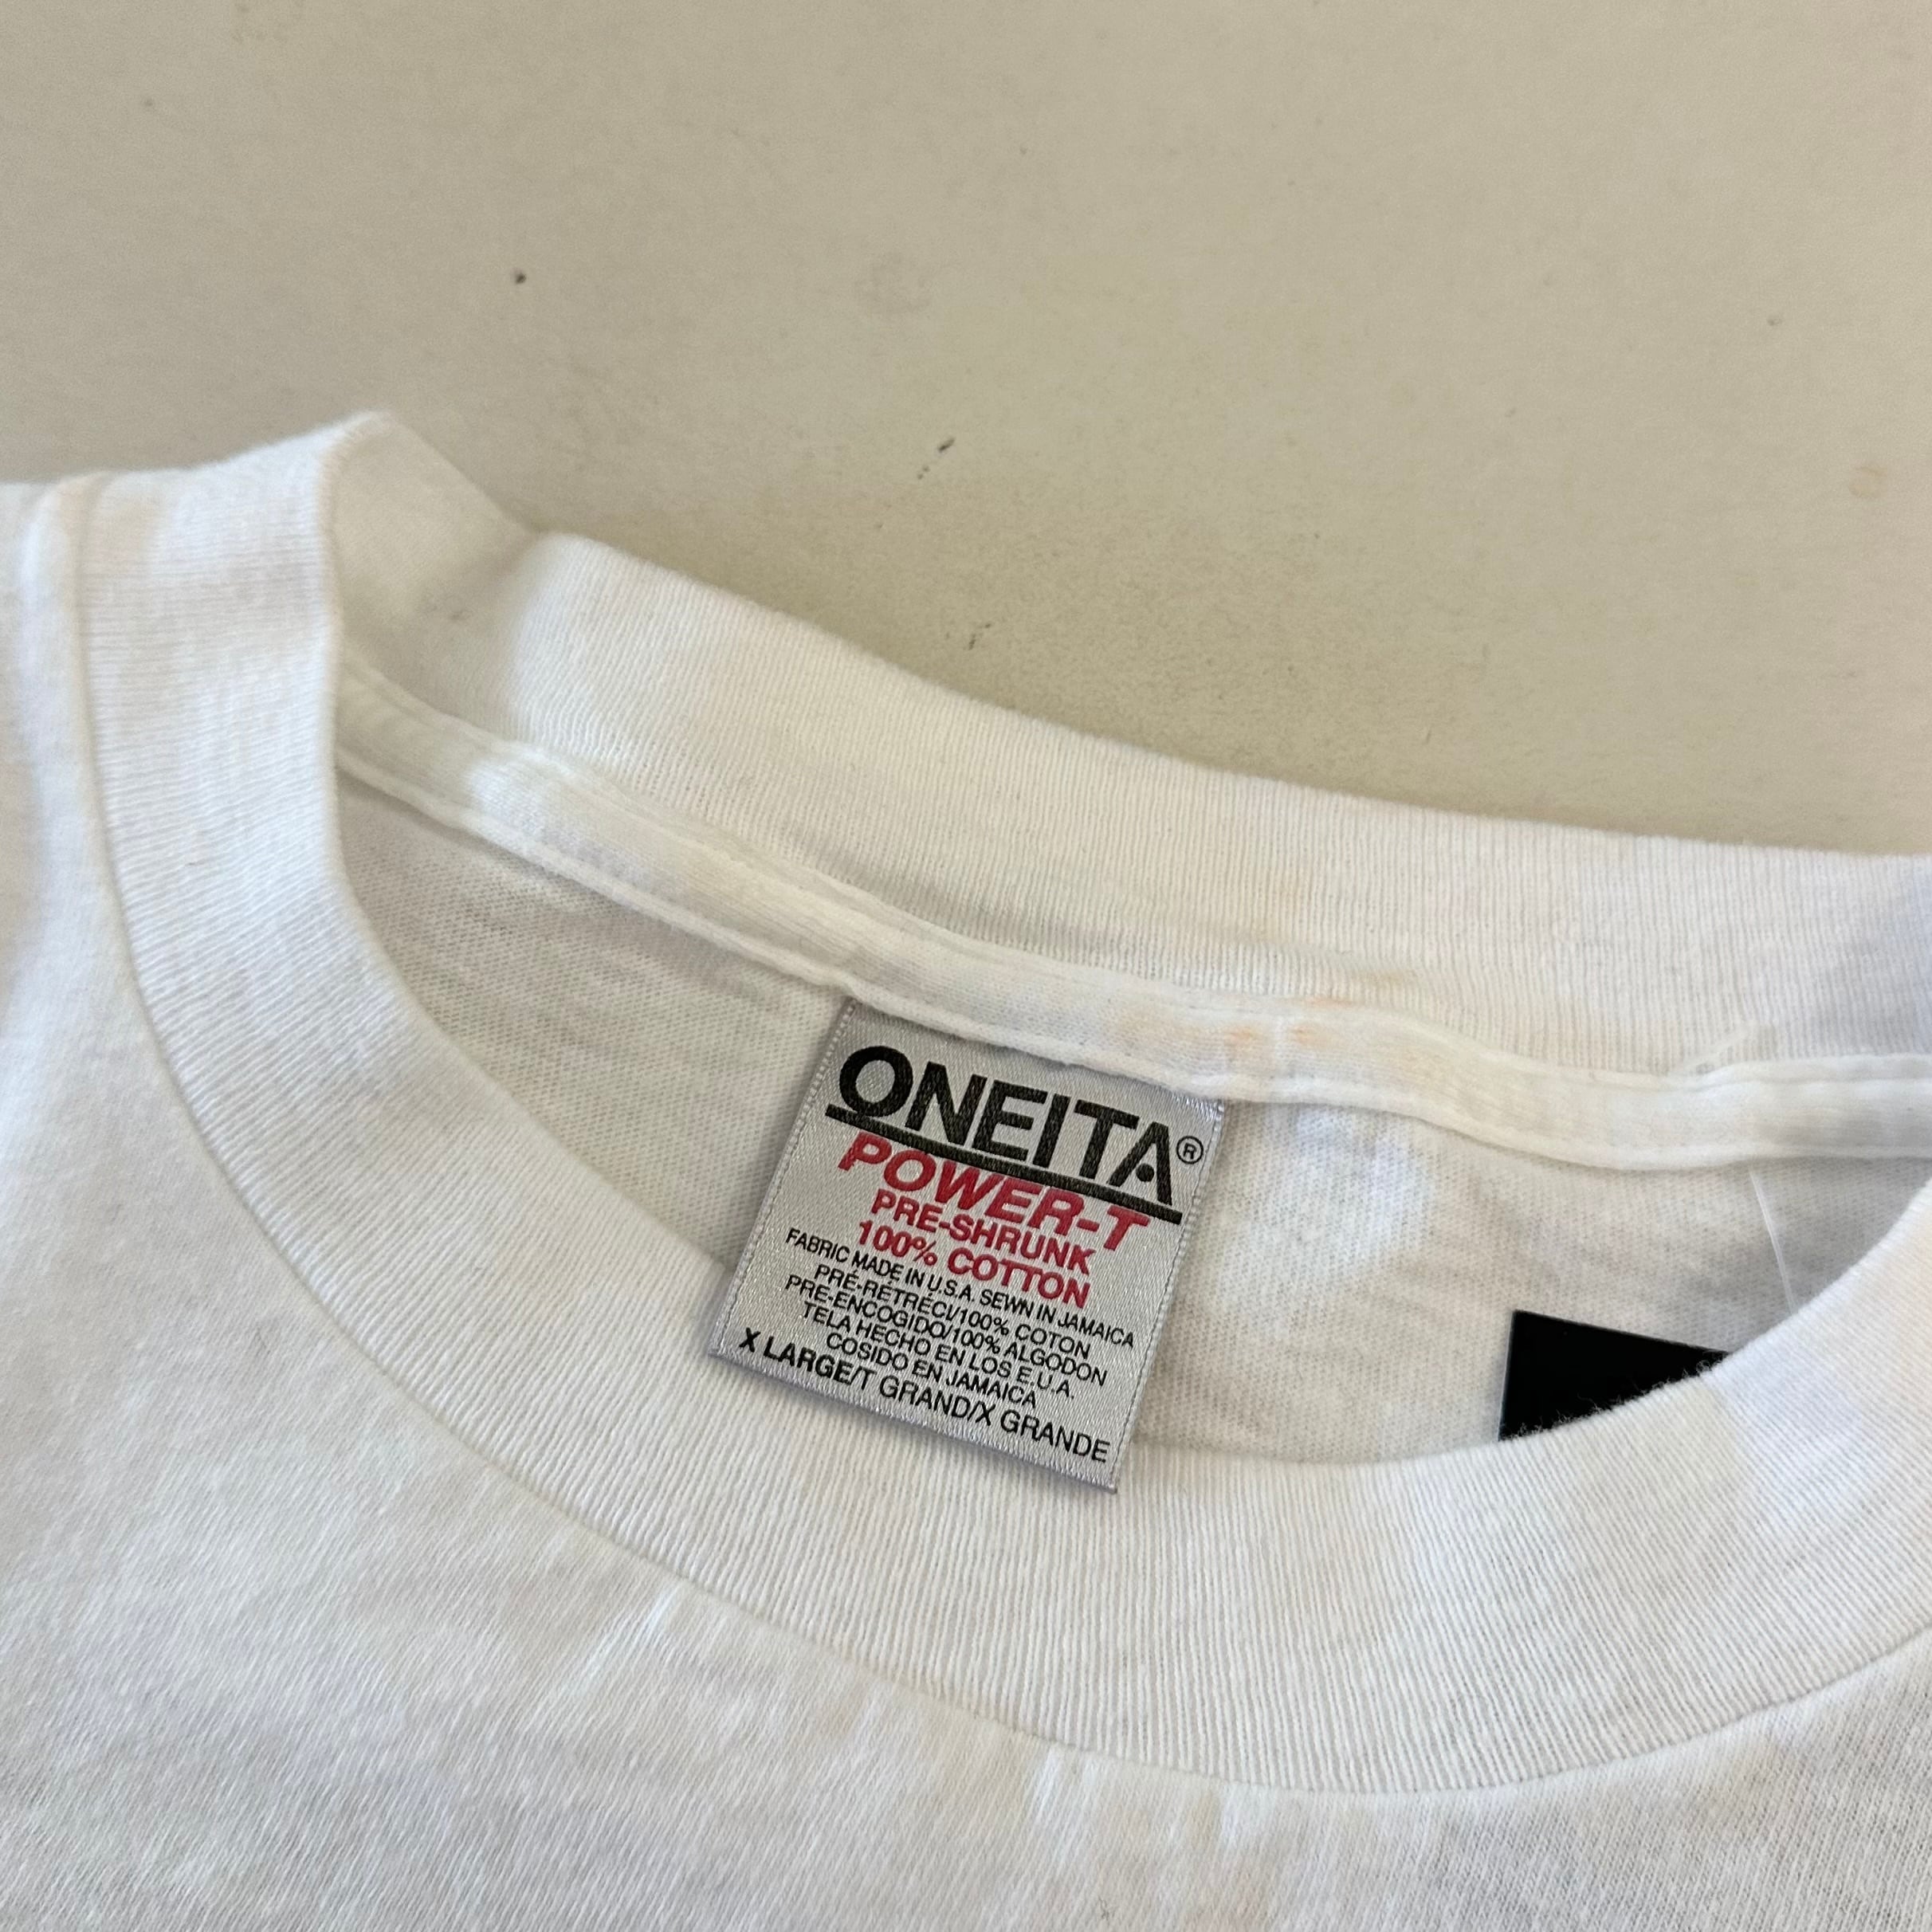 ONEITA®
POWER-T
PRE-SHRUNK
100% COTTON
FABRIC MADE IN U.S.A. SEWN IN JAMAICA
PRÉ-RÉTRÉCI/100% COTON
PRE-ENCOGIDO/100% ALGODON
TELA HECHO EN LOS E.U.A.
COSIDO EN JAMAICA
X LARGE/T GRAND/X GRANDE